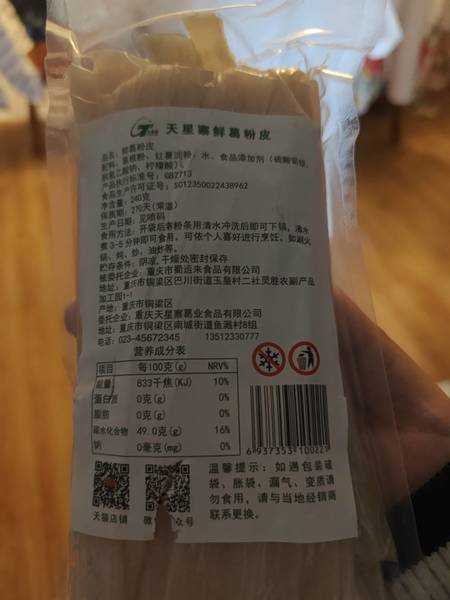 天星寨鲜葛粉皮
品名: 鲜葛粉皮
配料: 葛根粉、红薯淀粉、水、食品添加剂(硫酸铝钾、
脱氢乙酸钠、柠檬酸)。
产品执行标准号: GB2713
食品生产许可证号: SC12350022438962
净含量: 240克
保质期: 270天(常温)
生产日期: 见喷码
食用方法: 开袋后将粉条用清水冲洗后即可下锅, 沸水
煮 3-5 分钟即可食用。可依个人喜好进行烹饪。如涮火
锅、炖、炒、油炸等。
贮存条件: 阴凉、干燥处密封保存
被委托企业: 重庆市蜀运来食品有限公司
地址: 重庆市铜梁区巴川街道玉皇村二社灵胜农副产品
加工园1-1
产地: 重庆市铜梁区
委托企业: 重庆天星寨葛业食品有限公司
地址: 重庆市铜梁区南城街道鱼溅村8组
电话: 023-45672345 13512330777
营养成分表
项目 每100克(g) NRV%
能量 833千焦(KJ) 10%
蛋白质 0克(g) 0%
脂肪 0克(g) 0%
碳水化合物 49.0克(g) 16%
钠 0毫克(mg) 0%
6 937353 10022
天猫店铺 微 众号
温馨提示: 如遇包装破
袋、胀袋、漏气、变质请
勿食用, 请与当地经销商
联系更换。